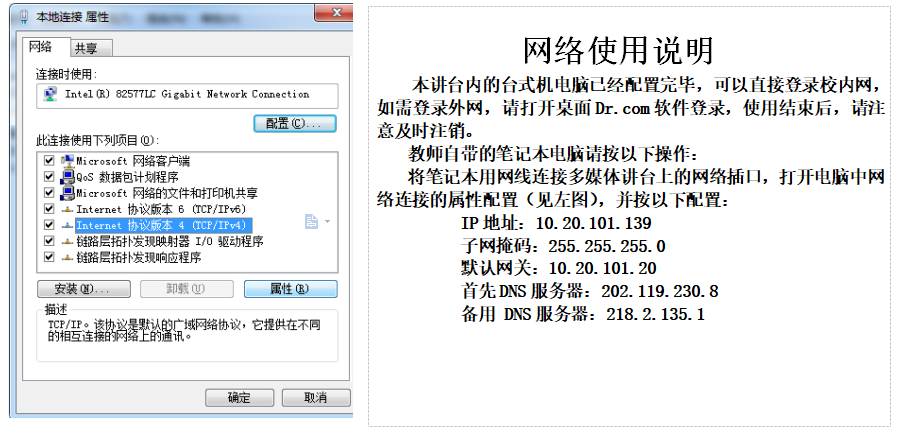 本地连接 属性
网络
共享
连接时使用:
Intel(R) 82577LC Gigabit Network Connection
配置(C)...
此连接使用下列项目(O):
Microsoft 网络客户端
QoS 数据包计划程序
Microsoft 网络的文件和打印机共享
Internet 协议版本 6 (TCP/IPv6)
Internet 协议版本 4 (TCP/IPv4)
链路层拓扑发现映射器 I/O 驱动程序
链路层拓扑发现响应程序
安装(N)...
卸载(U)
属性(R)
描述
TCP/IP。该协议是默认的广域网络协议，它提供在不同
的相互连接的网络上的通讯。
确定
取消
网络使用说明
本讲台内的台式机电脑已经配置完毕，可以直接登录校内网，
如需登录外网，请打开桌面 Dr.com 软件登录，使用结束后，请注
意及时注销。
教师自带的笔记本电脑请按以下操作：
将笔记本用网线连接多媒体讲台上的网络插口，打开电脑中网
络连接的属性配置（见左图），并按以下配置：
IP 地址：10.20.101.139
子网掩码：255.255.255.0
默认网关：10.20.101.20
首先 DNS 服务器：202.119.230.8
备用 DNS 服务器：218.2.135.1